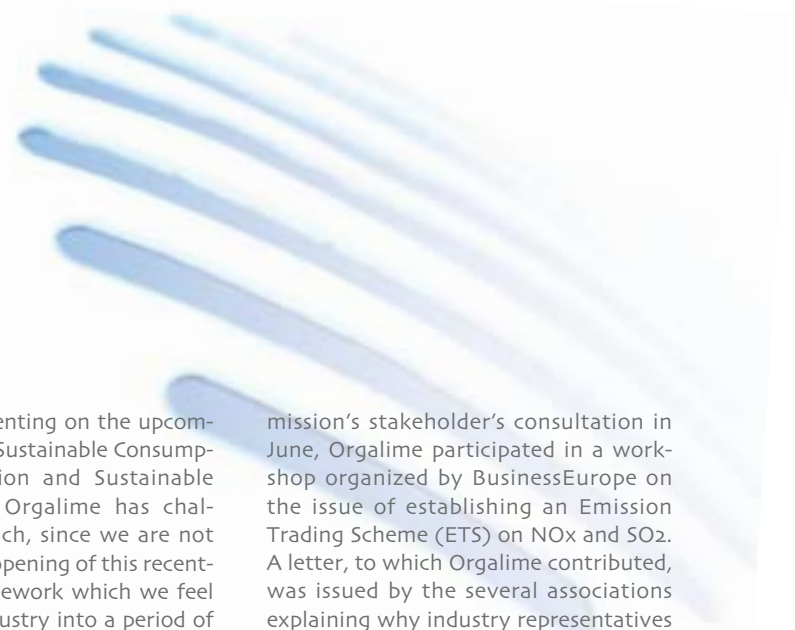 enting on the upcom-
Sustainable Consump-
ion and Sustainable
Orgalime has chal-
ch, since we are not
pening of this recent-
ework which we feel
ustry into a period of
mission's stakeholder's consultation in
June, Orgalime participated in a work-
shop organized by BusinessEurope on
the issue of establishing an Emission
Trading Scheme (ETS) on NOx and SO2.
A letter, to which Orgalime contributed,
was issued by the several associations
explaining why industry representatives